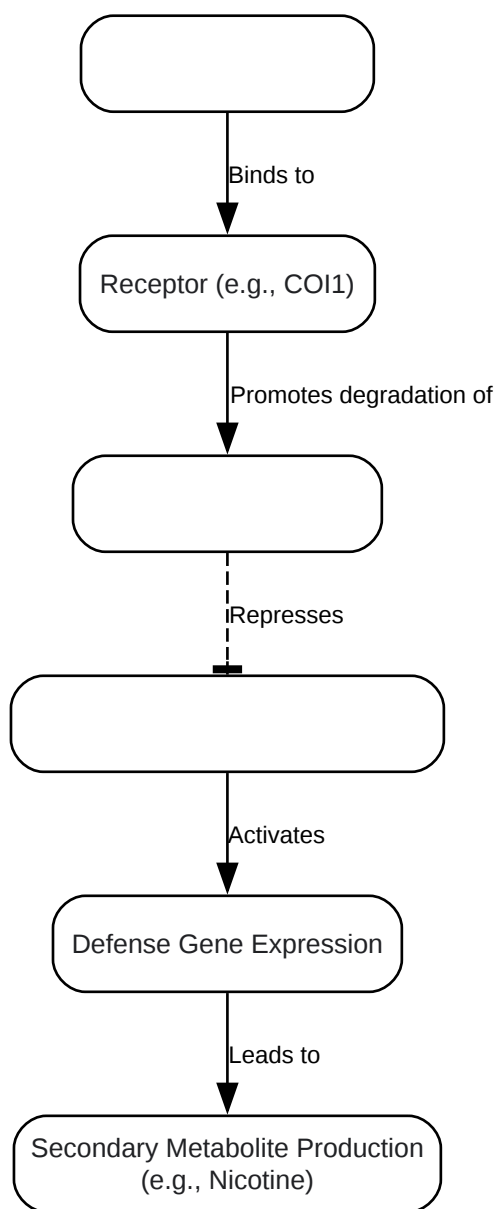 Binds to
Receptor (e.g., COI1)
Promotes degradation of
Represses
Activates
Defense Gene Expression
Leads to
Secondary Metabolite Production
(e.g., Nicotine)